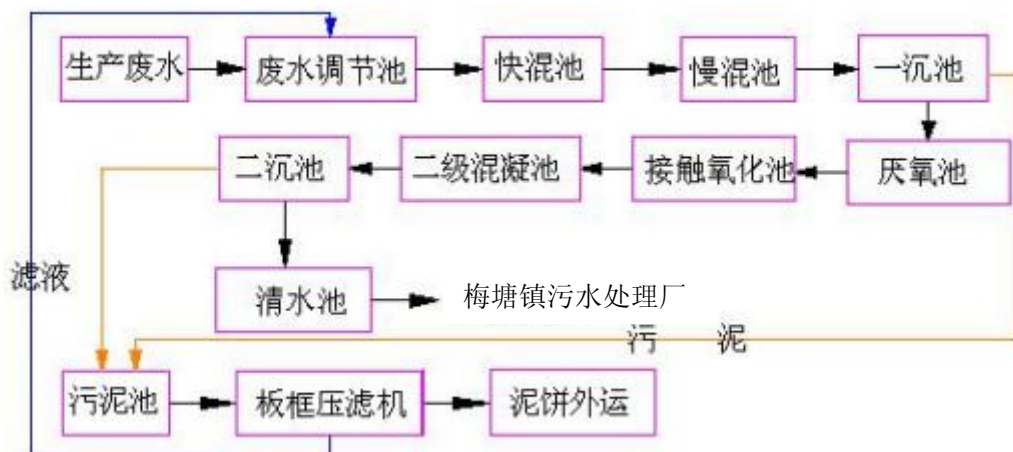 生产废水 废水调节池 快混池 慢混池 一沉池
二沉池 二级混凝池 接触氧化池 厌氧池
滤液
清水池 梅塘镇污水处理厂
污 泥
污泥池 板框压滤机 泥饼外运